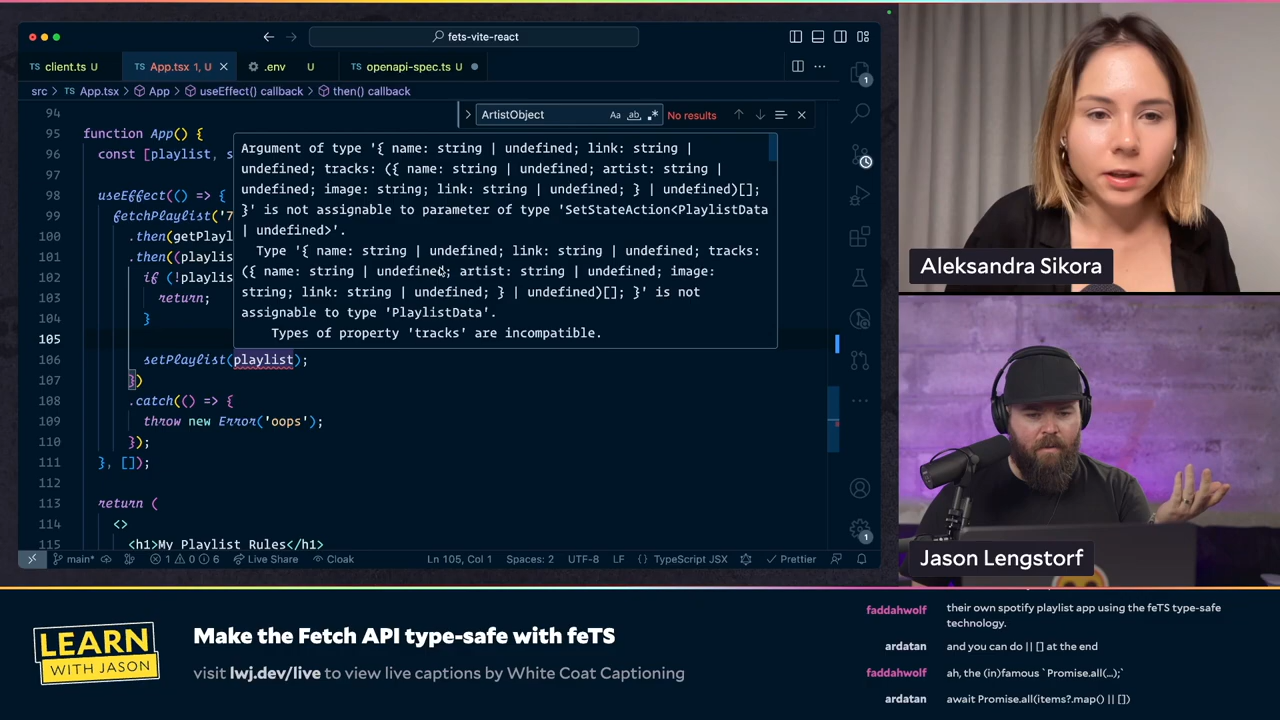 fets-vite-react
TS client.ts U
TS App.tsx 1, U
.env U
TS openapi-spec.ts U
src > TS App.tsx > App > useEffect() callback > then() callback
ArtistObject
Aa ab .*
No results
94
95 function App() {
96 const [playlist, s
97
98 useEffect(() => {
99 fetchPlaylist('7
100 .then(getPlayl
101 .then((playlis
102 if (!playlis
103 return;
104 }
105
106 setPlaylist(playlist);
107 })
108 .catch(() => {
109 throw new Error('oops');
110 });
111 }, []);
112
113 return (
114 <>
115 <h1>My Playlist Rules</h1>
Argument of type '{ name: string | undefined; link: string |
undefined; tracks: ({ name: string | undefined; artist: string |
undefined; image: string; link: string | undefined; } | undefined)[];
}' is not assignable to parameter of type 'SetStateAction<PlaylistData
| undefined>'.
Type '{ name: string | undefined; link: string | undefined; tracks:
({ name: string | undefined; artist: string | undefined; image:
string; link: string | undefined; } | undefined)[]; }' is not
assignable to type 'PlaylistData'.
Types of property 'tracks' are incompatible.
1
1
main* 1 0 6 Live Share Cloak Ln 105, Col 1 Spaces: 2 UTF-8 LF {} TypeScript JSX Prettier
Aleksandra Sikora
Jason Lengstorf
LEARN
WITH JASON
Make the Fetch API type-safe with feTS
visit lwj.dev/live to view live captions by White Coat Captioning
faddahwolf their own spotify playlist app using the feTS type-safe
technology.
ardatan and you can do || [] at the end
faddahwolf ah, the (in)famous `Promise.all(...);`
ardatan await Promise.all(items?.map() || [])